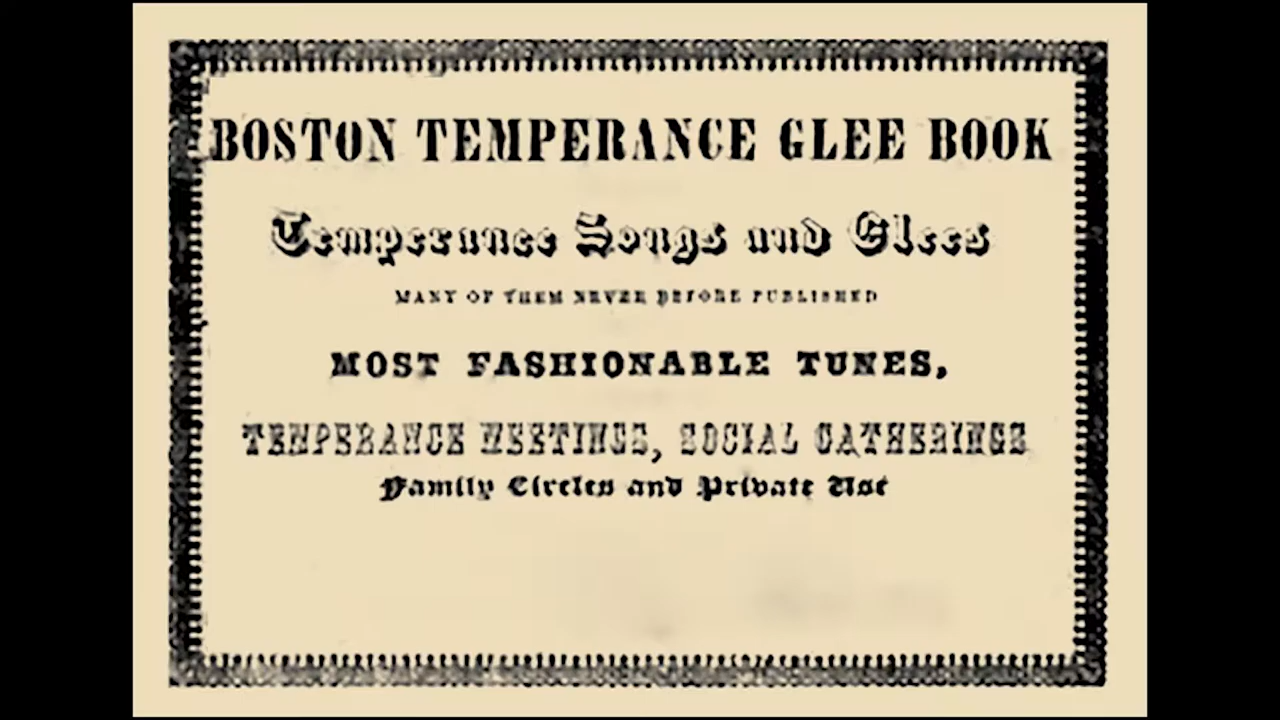 BOSTON TEMPERANCE GLEE BOOK
Temperance Songs and Glees
MANY OF THEM NEVER BEFORE PUBLISHED
MOST FASHIONABLE TUNES,
TEMPERANCE MEETINGS, SOCIAL GATHERINGS
Family Circles and Private Use